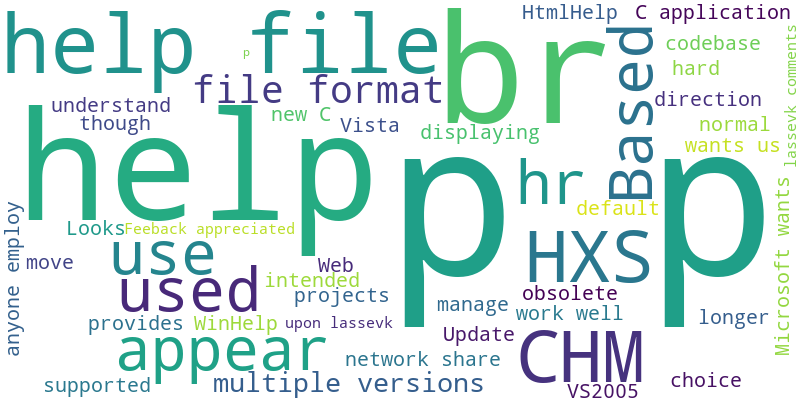 HtmlHelp C application
help file br Based codebase
p
hard
file format direction
understand new C
though Vista displaying normal
wants us
lassevk comments
help p p
hr default
Looks Feeback appreciated
use HXS
move Web
intended
used projects obsolete
anyone employ
manage work well
provides WinHelp upon lassevk longer
Microsoft wants
appear Update CHM
network share
supported multiple versions VS2005 choice